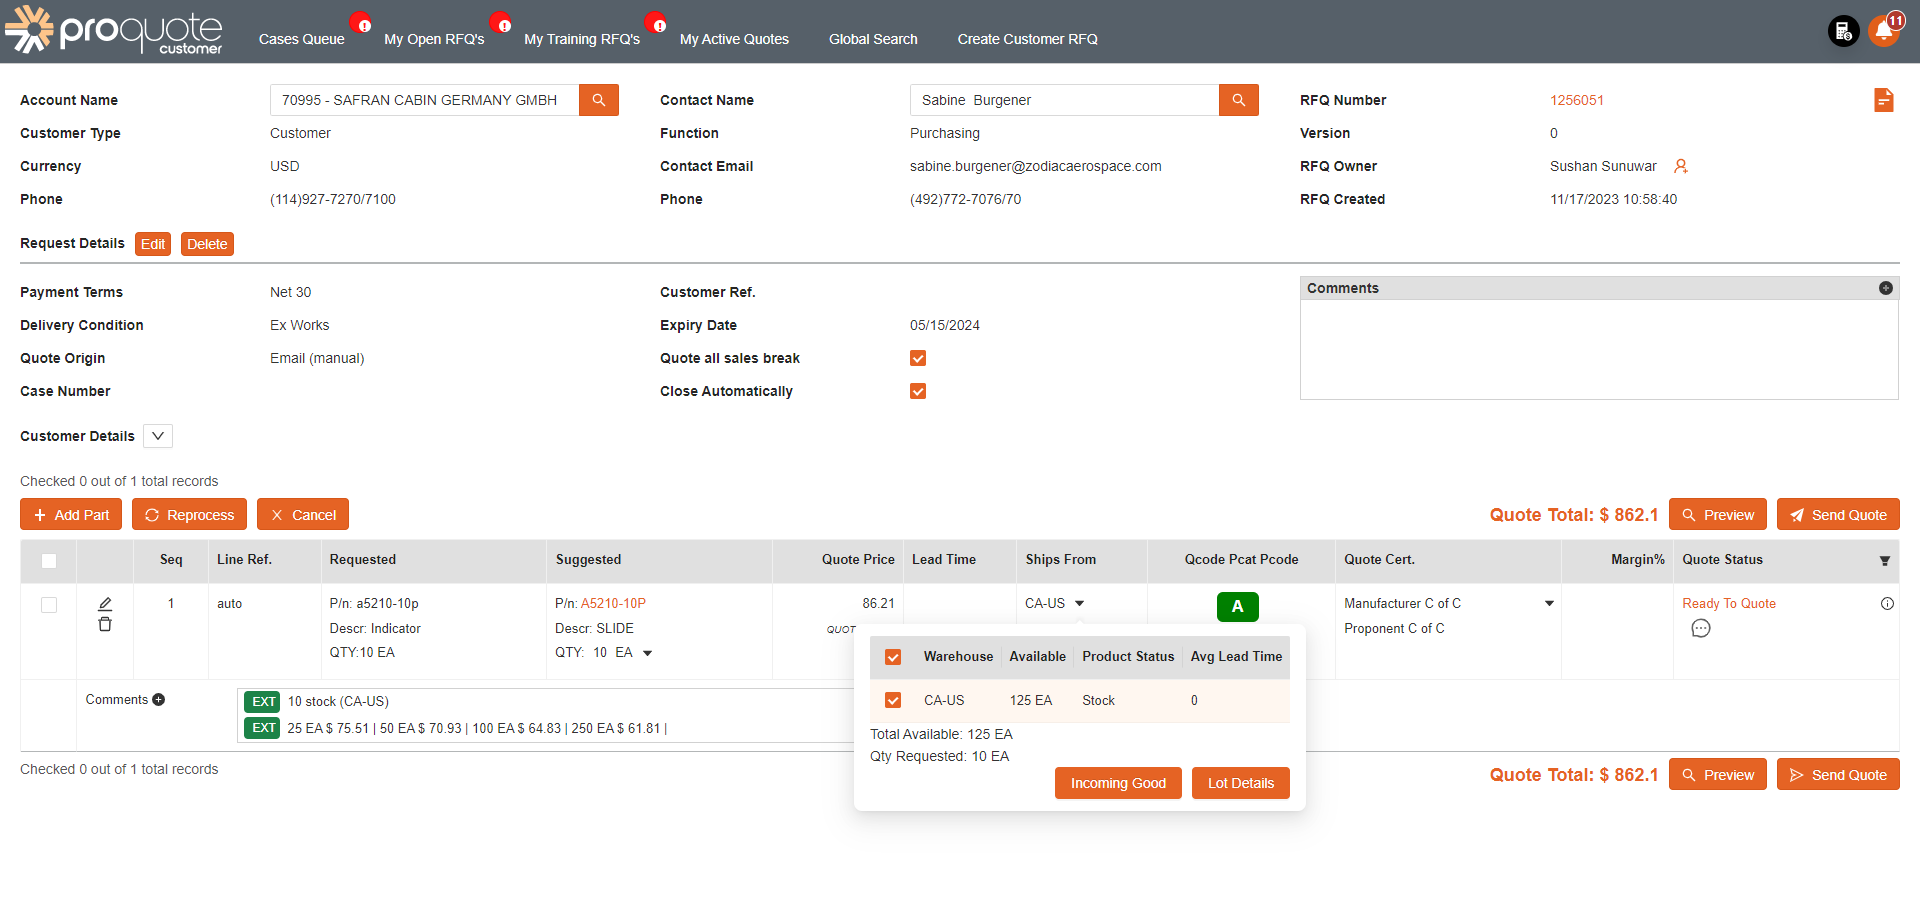 proquote customer
Cases Queue
My Open RFQ's
My Training RFQ's
My Active Quotes
Global Search
Create Customer RFQ
11
Account Name
70995 - SAFRAN CABIN GERMANY GMBH
Contact Name
Sabine Burgener
RFQ Number
1256051
Customer Type
Customer
Function
Purchasing
Version
0
Currency
USD
Contact Email
sabine.burgener@zodiacaerospace.com
RFQ Owner
Sushan Sunuwar
Phone
(114)927-7270/7100
Phone
(492)772-7076/70
RFQ Created
11/17/2023 10:58:40
Request Details
Edit
Delete
Payment Terms
Net 30
Customer Ref.
Comments
Delivery Condition
Ex Works
Expiry Date
05/15/2024
Quote Origin
Email (manual)
Quote all sales break
Case Number
Close Automatically
Customer Details
Checked 0 out of 1 total records
Add Part
Reprocess
Cancel
Quote Total: $ 862.1
Preview
Send Quote
Seq
Line Ref.
Requested
Suggested
Quote Price
Lead Time
Ships From
Qcode Pcat Pcode
Quote Cert.
Margin%
Quote Status
1
auto
P/n: a5210-10p
Descr: Indicator
QTY:10 EA
P/n: A5210-10P
Descr: SLIDE
QTY: 10 EA
86.21
QUOT
CA-US
A
Manufacturer C of C
Proponent C of C
Ready To Quote
Comments
EXT 10 stock (CA-US)
EXT 25 EA $ 75.51 | 50 EA $ 70.93 | 100 EA $ 64.83 | 250 EA $ 61.81 |
Warehouse
Available
Product Status
Avg Lead Time
CA-US
125 EA
Stock
0
Total Available: 125 EA
Qty Requested: 10 EA
Incoming Good
Lot Details
Checked 0 out of 1 total records
Quote Total: $ 862.1
Preview
Send Quote